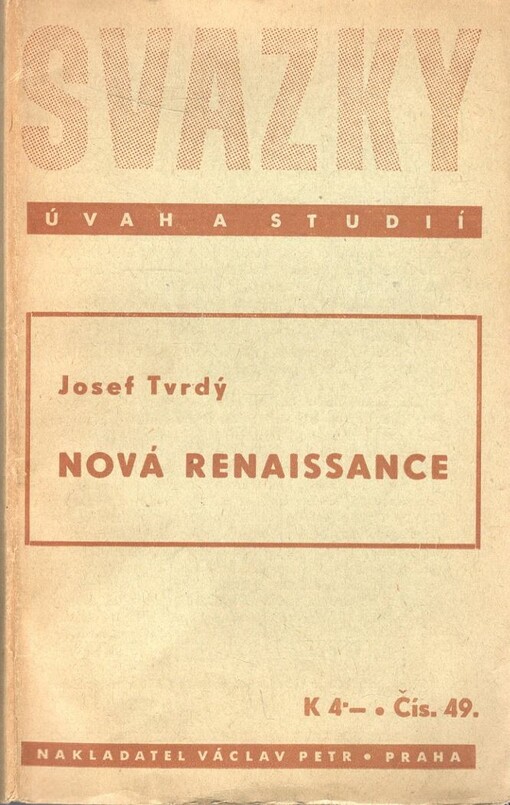 SVAZKY
ÚVAH A STUDIÍ
Josef Tvrdý
NOVÁ RENAISSANCE
K 4·— • Čís. 49.
NAKLADATEL VÁCLAV PETR • PRAHA